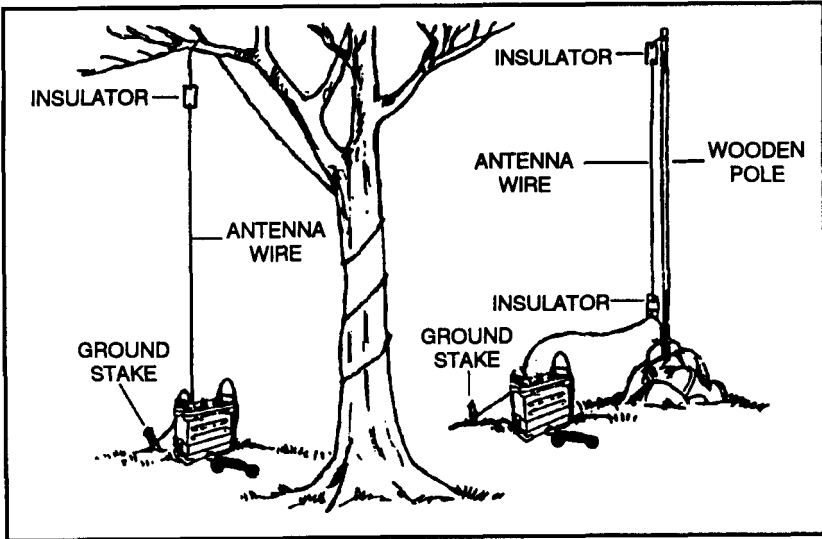 INSULATOR
ANTENNA
WIRE
GROUND
STAKE
INSULATOR
ANTENNA
WIRE
WOODEN
POLE
INSULATOR
GROUND
STAKE